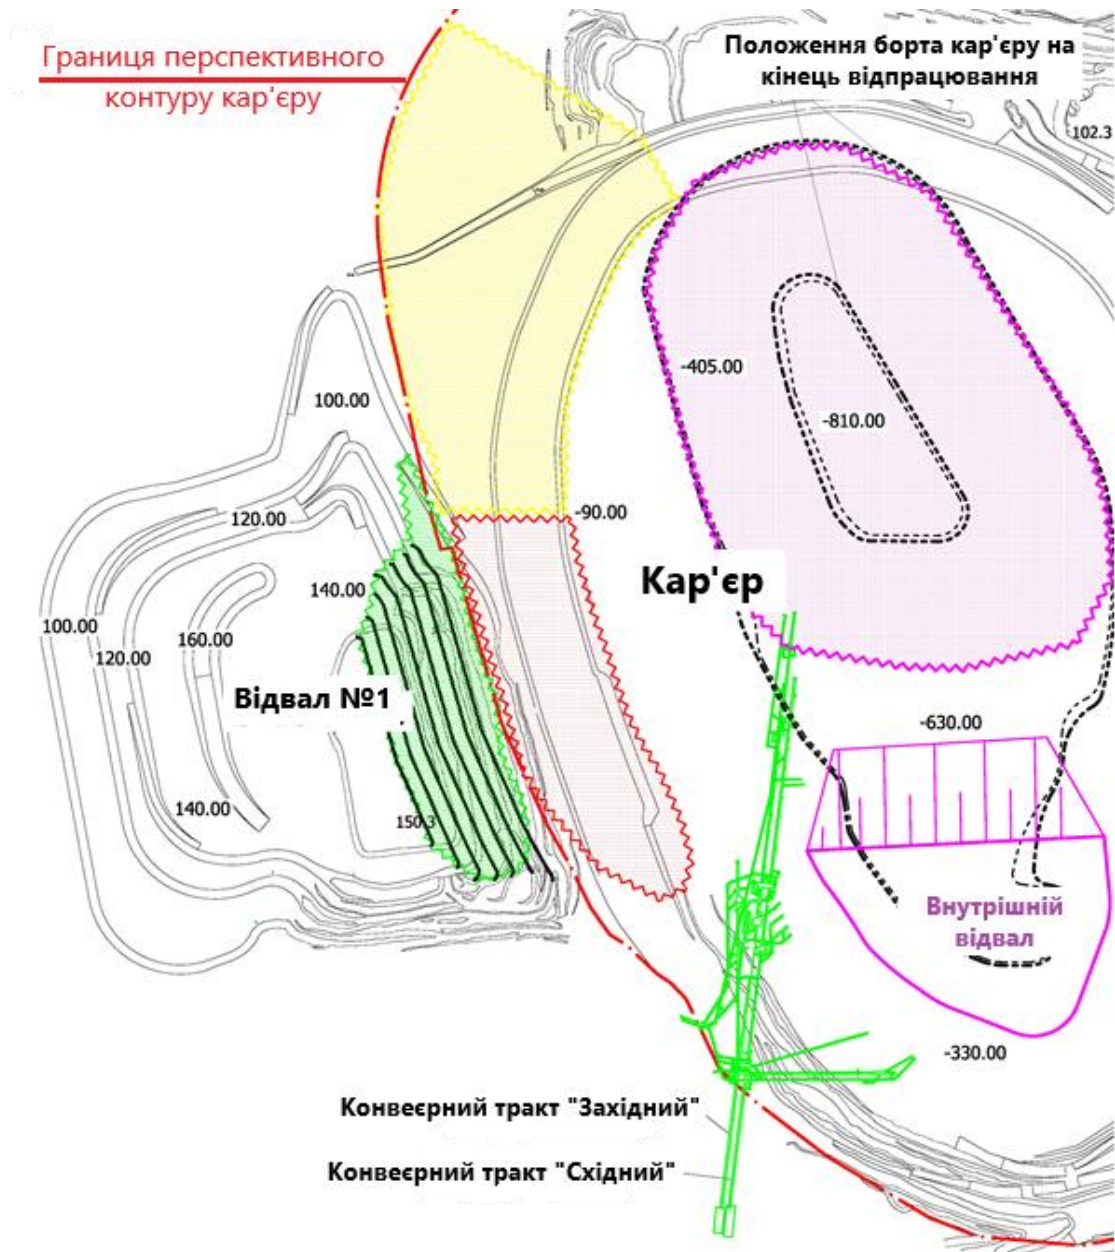 Границя перспективного
контуру кар'єру
Положення борта кар'єру на
кінець відпрацювання
102.3
-405.00
100.00
-810.00
120.00
-90.00
Кар'єр
140.00
100.00
160.00
120.00
Відвал №1
-630.00
140.00
150.3
Внутрішній
відвал
-330.00
Конвеєрний тракт "Західний"
Конвеєрний тракт "Східний"